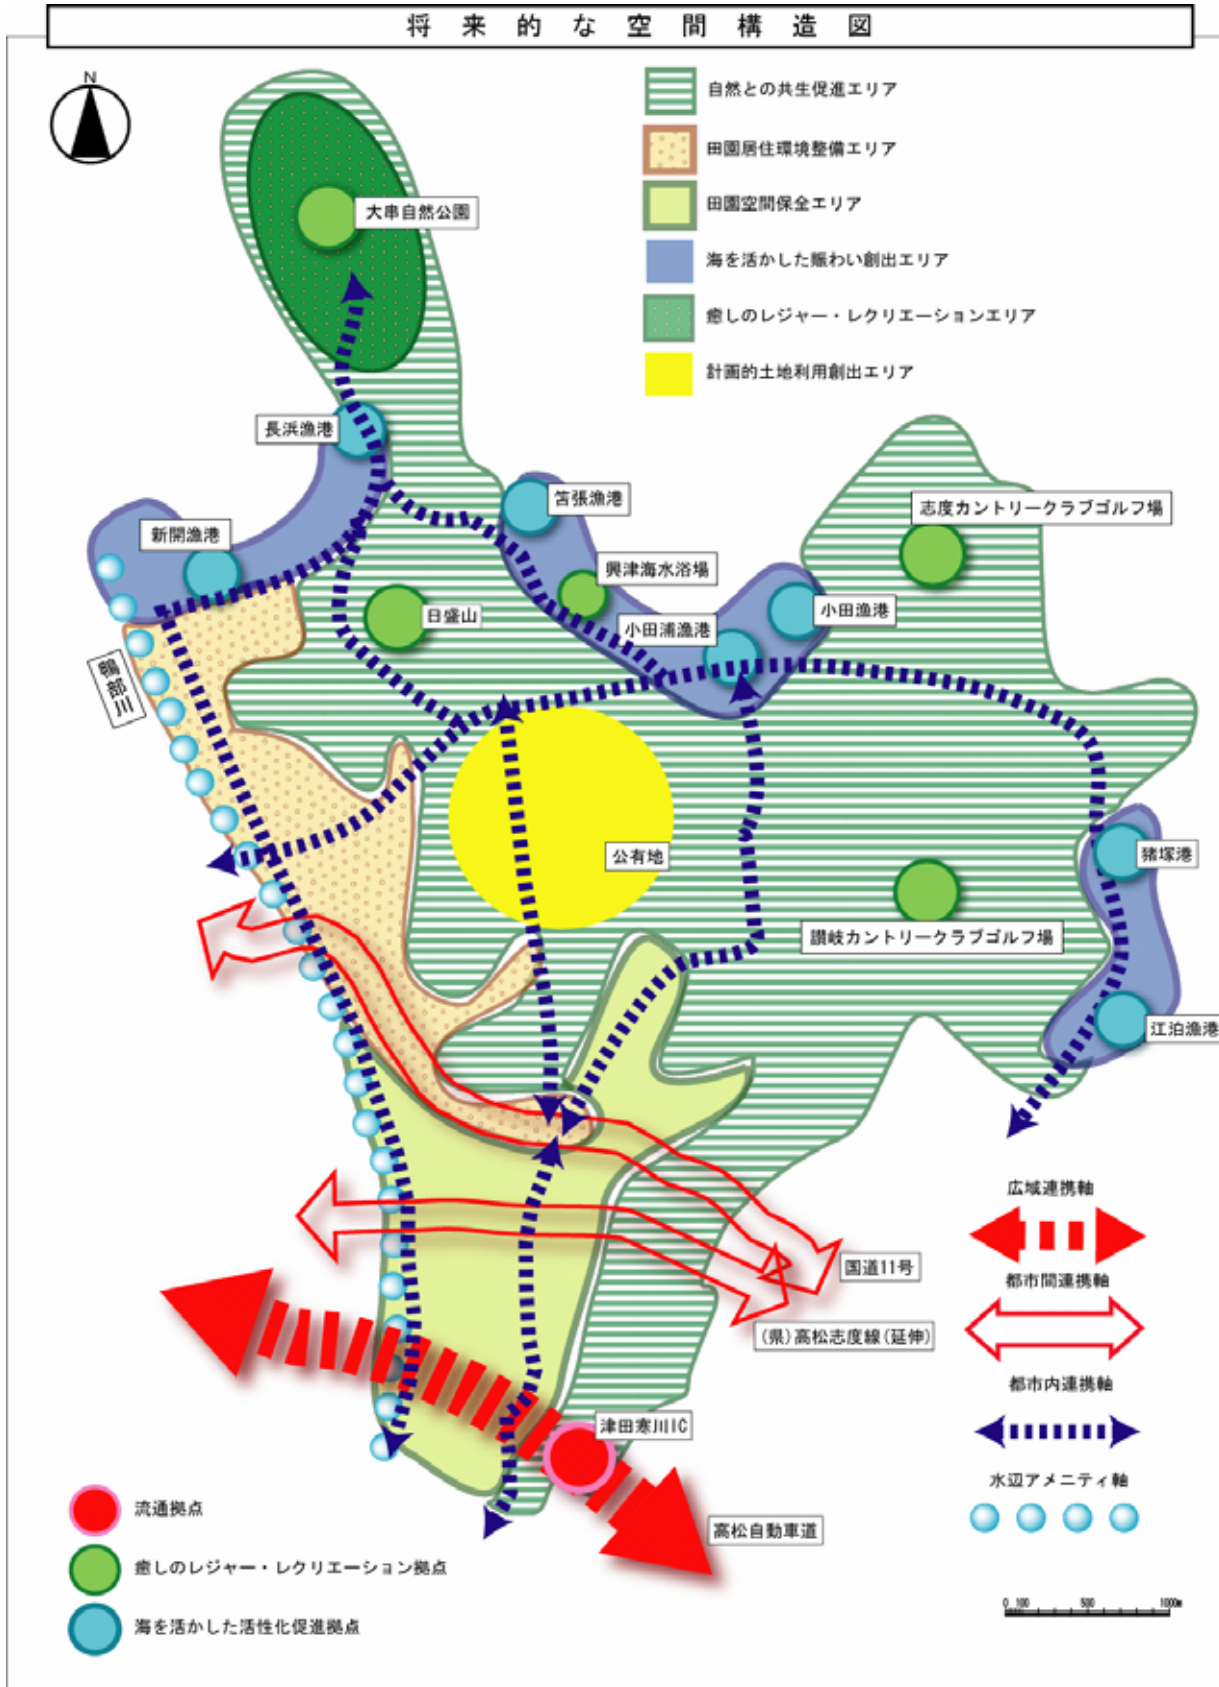 将来的な空間構造図
N
自然との共生促進エリア
田園居住環境整備エリア
田園空間保全エリア
海を活かした賑わい創出エリア
癒しのレジャー・レクリエーションエリア
計画的土地利用創出エリア
大串自然公園
長浜漁港
苫張漁港
志度カントリークラブゴルフ場
新開漁港
興津海水浴場
日盛山
小田浦漁港
小田漁港
鴨部川
公有地
猪塚港
讃岐カントリークラブゴルフ場
江泊漁港
国道11号
(県)高松志度線(延伸)
津田寒川IC
高松自動車道
広域連携軸
都市間連携軸
都市内連携軸
水辺アメニティ軸
流通拠点
癒しのレジャー・レクリエーション拠点
海を活かした活性化促進拠点
0 100 500 1000m